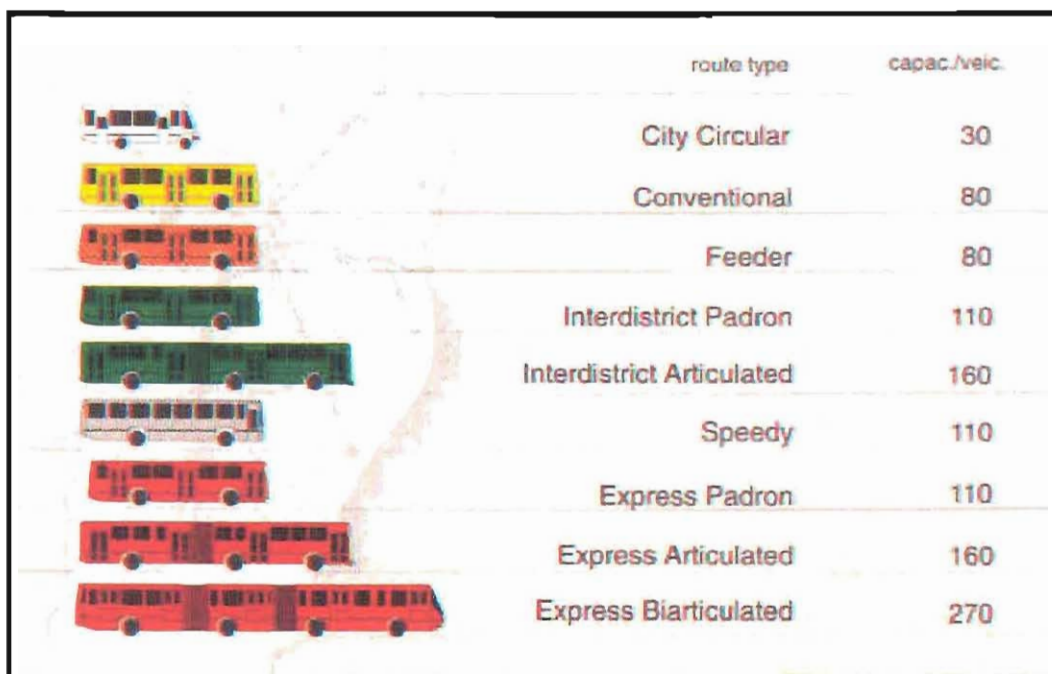 route type capac./veic.
City Circular 30
Conventional 80
Feeder 80
Interdistrict Padron 110
Interdistrict Articulated 160
Speedy 110
Express Padron 110
Express Articulated 160
Express Biarticulated 270